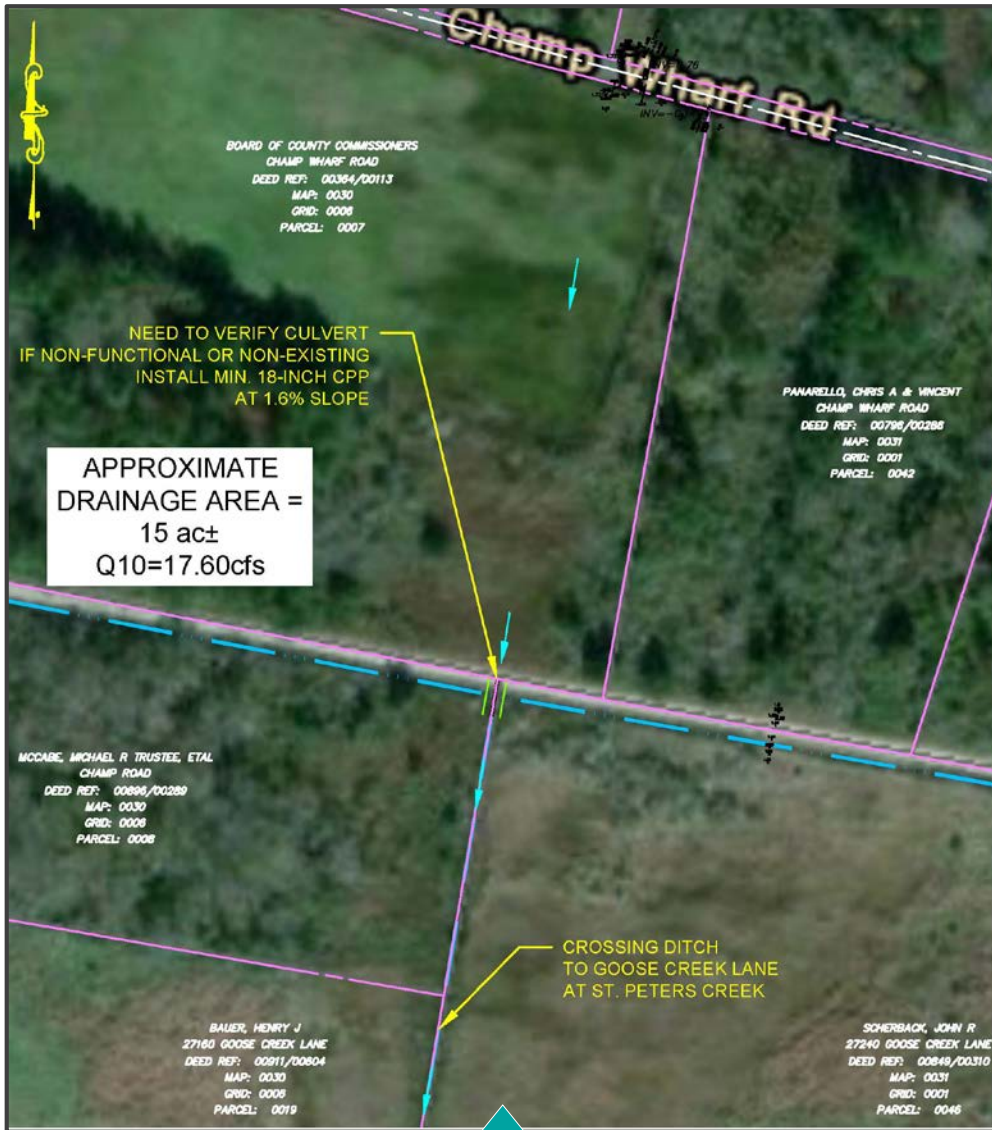 Champ Wharf Rd
BOARD OF COUNTY COMMISSIONERS
CHAMP WHARF ROAD
DEED REF: 00364/00113
MAP: 0030
GRID: 0006
PARCEL: 0007
NEED TO VERIFY CULVERT
IF NON-FUNCTIONAL OR NON-EXISTING
INSTALL MIN. 18-INCH CPP
AT 1.6% SLOPE
PANARELLO, CHRIS A & VINCENT
CHAMP WHARF ROAD
DEED REF: 00796/00286
MAP: 0031
GRID: 0001
PARCEL: 0042
APPROXIMATE
DRAINAGE AREA =
15 ac±
Q10=17.60cfs
MCCABE, MICHAEL R TRUSTEE, ETAL
CHAMP ROAD
DEED REF: 00896/00289
MAP: 0030
GRID: 0006
PARCEL: 0008
CROSSING DITCH
TO GOOSE CREEK LANE
AT ST. PETERS CREEK
BAUER, HENRY J
27160 GOOSE CREEK LANE
DEED REF: 00911/00804
MAP: 0030
GRID: 0006
PARCEL: 0019
SCHERBACK, JOHN R
27240 GOOSE CREEK LANE
DEED REF: 00849/00310
MAP: 0031
GRID: 0001
PARCEL: 0046